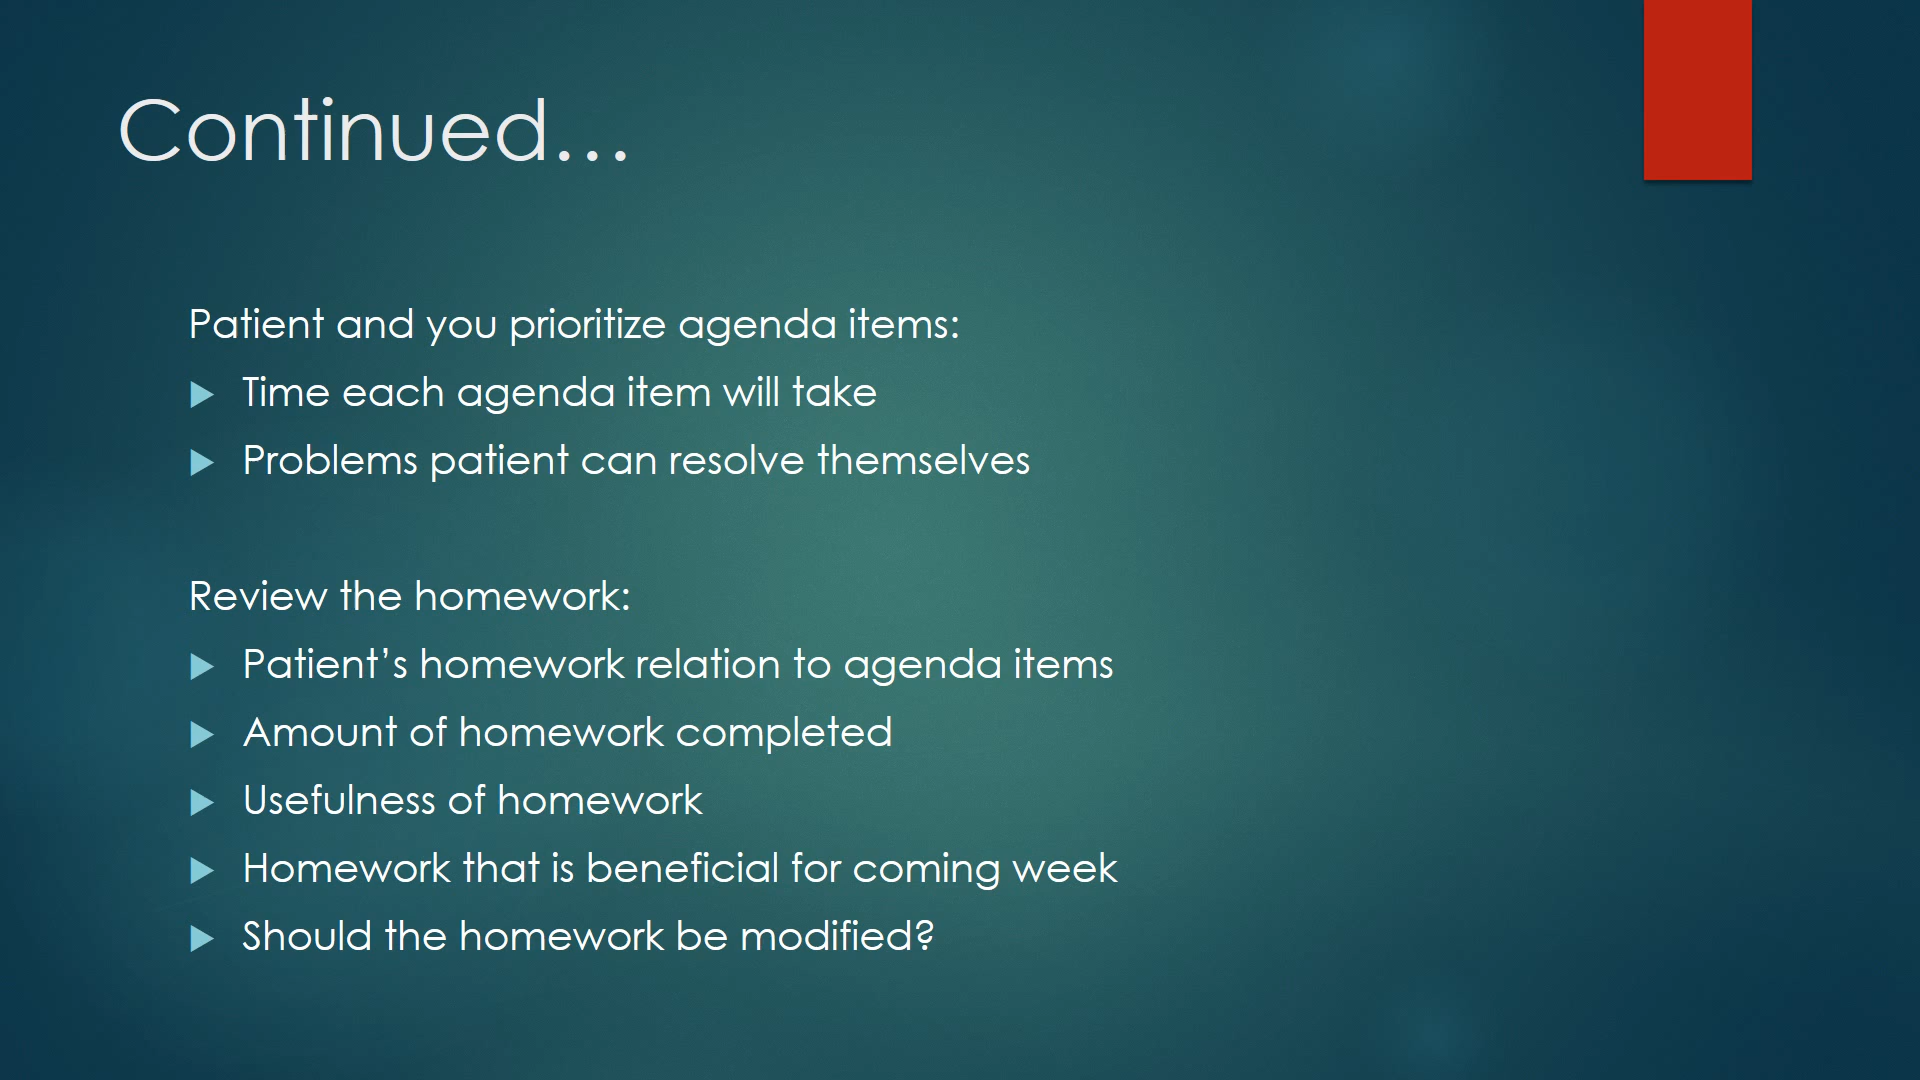 Continued…
Patient and you prioritize agenda items:
Time each agenda item will take
Problems patient can resolve themselves
Review the homework:
Patient’s homework relation to agenda items
Amount of homework completed
Usefulness of homework
Homework that is beneficial for coming week
Should the homework be modified?